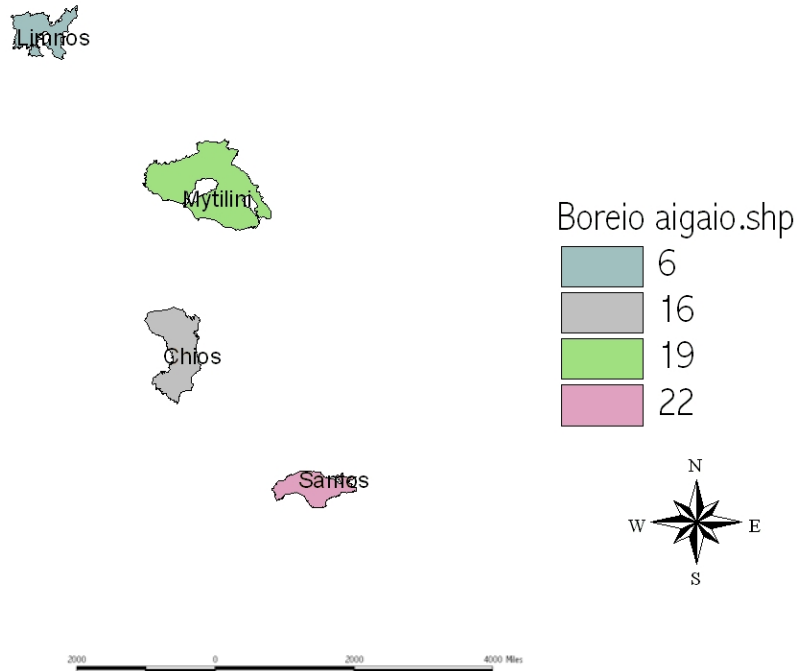 Limnos
Mytilini
Boreio aigaio.shp
6
16
19
22
Chios
Samos
N
W E
S
2000 0 2000 4000 Miles